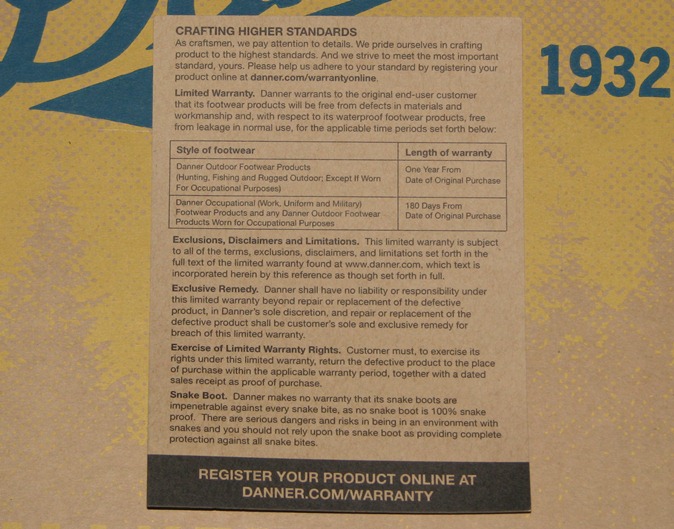 CRAFTING HIGHER STANDARDS
As craftsmen, we pay attention to details. We pride ourselves in crafting
product to the highest standards. And we strive to meet the most important
standard, yours. Please help us adhere to your standard by registering your
product online at danner.com/warrantyonline.
Limited Warranty. Danner warrants to the original end-user customer
that its footwear products will be free from defects in materials and
workmanship and, with respect to its waterproof footwear products, free
from leakage in normal use, for the applicable time periods set forth below:
Style of footwear
Length of warranty
Danner Outdoor Footwear Products
(Hunting, Fishing and Rugged Outdoor; Except If Worn
For Occupational Purposes)
One Year From
Date of Original Purchase
Danner Occupational (Work, Uniform and Military)
Footwear Products and any Danner Outdoor Footwear
Products Worn for Occupational Purposes
180 Days From
Date of Original Purchase
Exclusions, Disclaimers and Limitations. This limited warranty is subject
to all of the terms, exclusions, disclaimers, and limitations set forth in the
full text of the limited warranty found at www.danner.com, which text is
incorporated herein by this reference as though set forth in full.
Exclusive Remedy. Danner shall have no liability or responsibility under
this limited warranty beyond repair or replacement of the defective
product, in Danner's sole discretion, and repair or replacement of the
defective product shall be customer's sole and exclusive remedy for
breach of this limited warranty.
Exercise of Limited Warranty Rights. Customer must, to exercise its
rights under this limited warranty, return the defective product to the place
of purchase within the applicable warranty period, together with a dated
sales receipt as proof of purchase.
Snake Boot. Danner makes no warranty that its snake boots are
impenetrable against every snake bite, as no snake boot is 100% snake
proof. There are serious dangers and risks in being in an environment with
snakes and you should not rely upon the snake boot as providing complete
protection against all snake bites.
REGISTER YOUR PRODUCT ONLINE AT
DANNER.COM/WARRANTY
1932